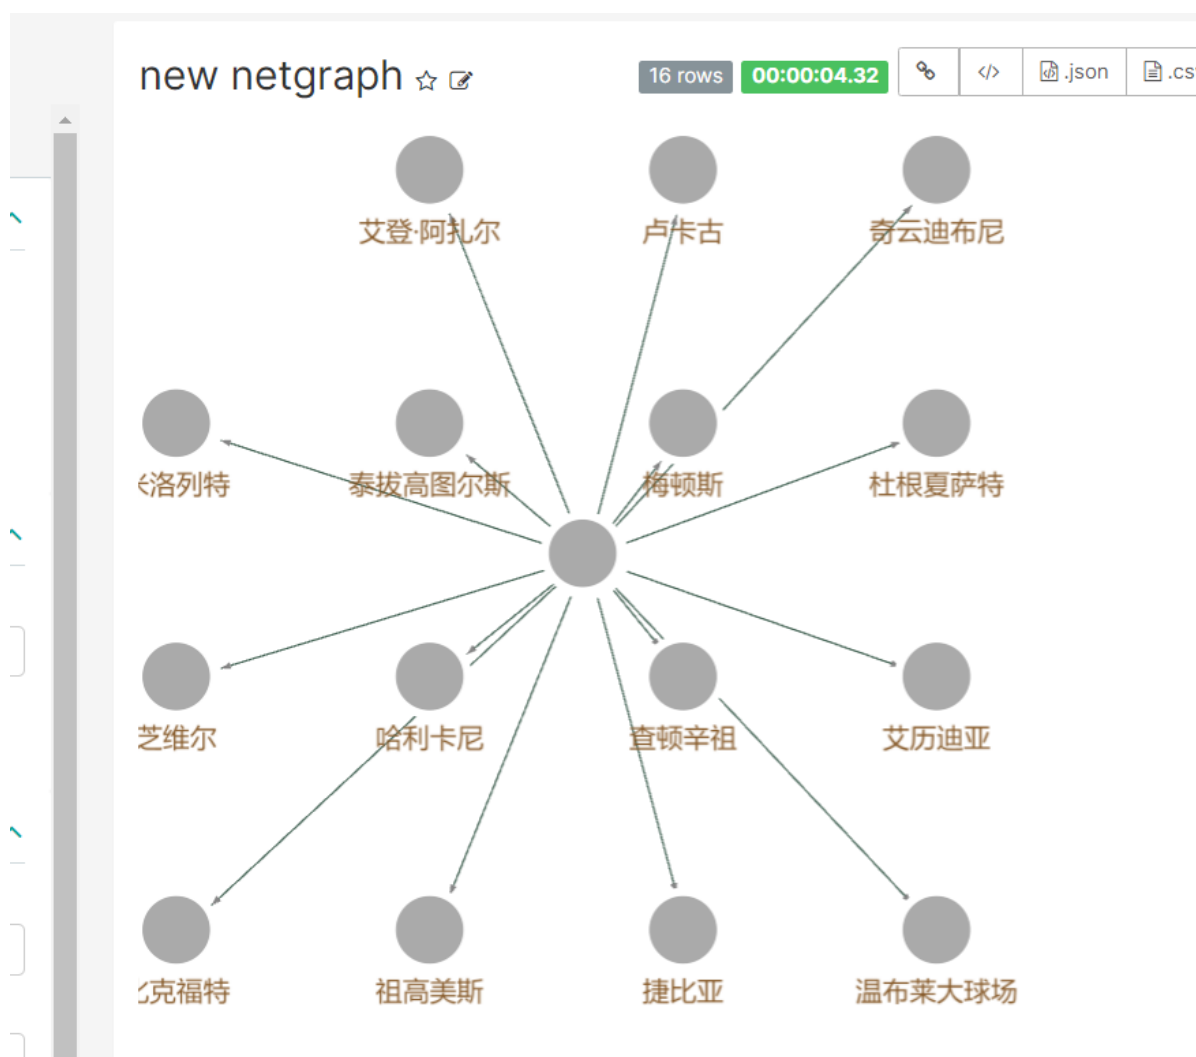 new netgraph
16 rows
00:00:04.32
</>
.json
.cs
艾登·阿扎尔
卢卡古
奇云迪布尼
洛列特
泰拔高图尔斯
梅顿斯
杜根夏萨特
芝维尔
哈利卡尼
查顿辛祖
艾历迪亚
克福特
祖高美斯
捷比亚
温布莱大球场